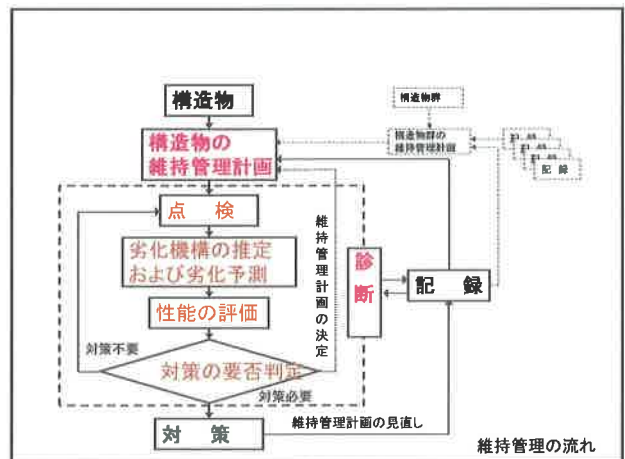 構造物
構造物群
構造物の
維持管理計画
構造物群の
維持管理計画
記 録
点 検
劣化機構の推定
および劣化予測
維持管理計画の決定
診断
記 録
性能の評価
対策不要
対策の要否判定
対策必要
対 策
維持管理計画の見直し
維持管理の流れ